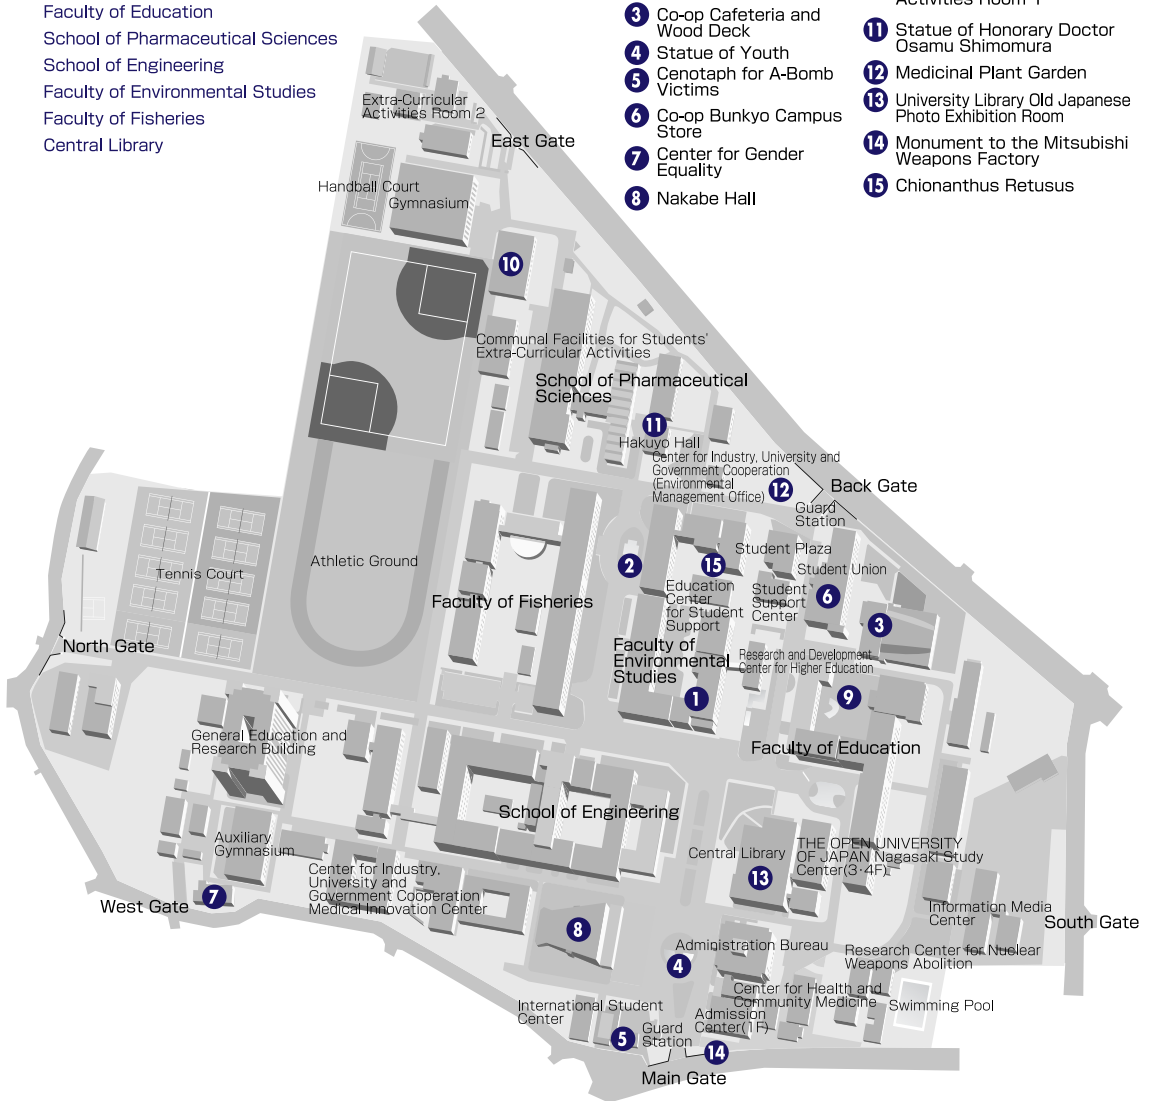 Faculty of Education
School of Pharmaceutical Sciences
School of Engineering
Faculty of Environmental Studies
Faculty of Fisheries
Central Library
3 Co-op Cafeteria and
Wood Deck
4 Statue of Youth
5 Cenotaph for A-Bomb
Victims
6 Co-op Bunkyo Campus
Store
7 Center for Gender
Equality
8 Nakabe Hall
Activities Room 1
11 Statue of Honorary Doctor
Osamu Shimomura
12 Medicinal Plant Garden
13 University Library Old Japanese
Photo Exhibition Room
14 Monument to the Mitsubishi
Weapons Factory
15 Chionanthus Retusus
Extra-Curricular
Activities Room 2
East Gate
Handball Court
Gymnasium
10
Communal Facilities for Students'
Extra-Curricular Activities
School of Pharmaceutical
Sciences
11
Hakuyo Hall
Center for Industry, University and
Government Cooperation
(Environmental
Management Office)
12
Back Gate
Guard
Station
Student Plaza
Student Union
2
15
6
3
Athletic Ground
Tennis Court
Faculty of Fisheries
Education
Center
for Student
Support
Student
Support
Center
North Gate
Faculty of
Environmental
Studies
Research and Development
Center for Higher Education
1
9
General Education and
Research Building
Faculty of Education
School of Engineering
Auxiliary
Gymnasium
Central Library
THE OPEN UNIVERSITY
OF JAPAN Nagasaki Study
Center(3・4F)
13
Center for Industry,
University and
Government Cooperation
Medical Innovation Center
7
West Gate
Information Media
Center
South Gate
8
Administration Bureau
Research Center for Nuclear
Weapons Abolition
4
Center for Health and
Community Medicine
Swimming Pool
International Student
Center
Admission
Center(1F)
Guard
Station
5
14
Main Gate